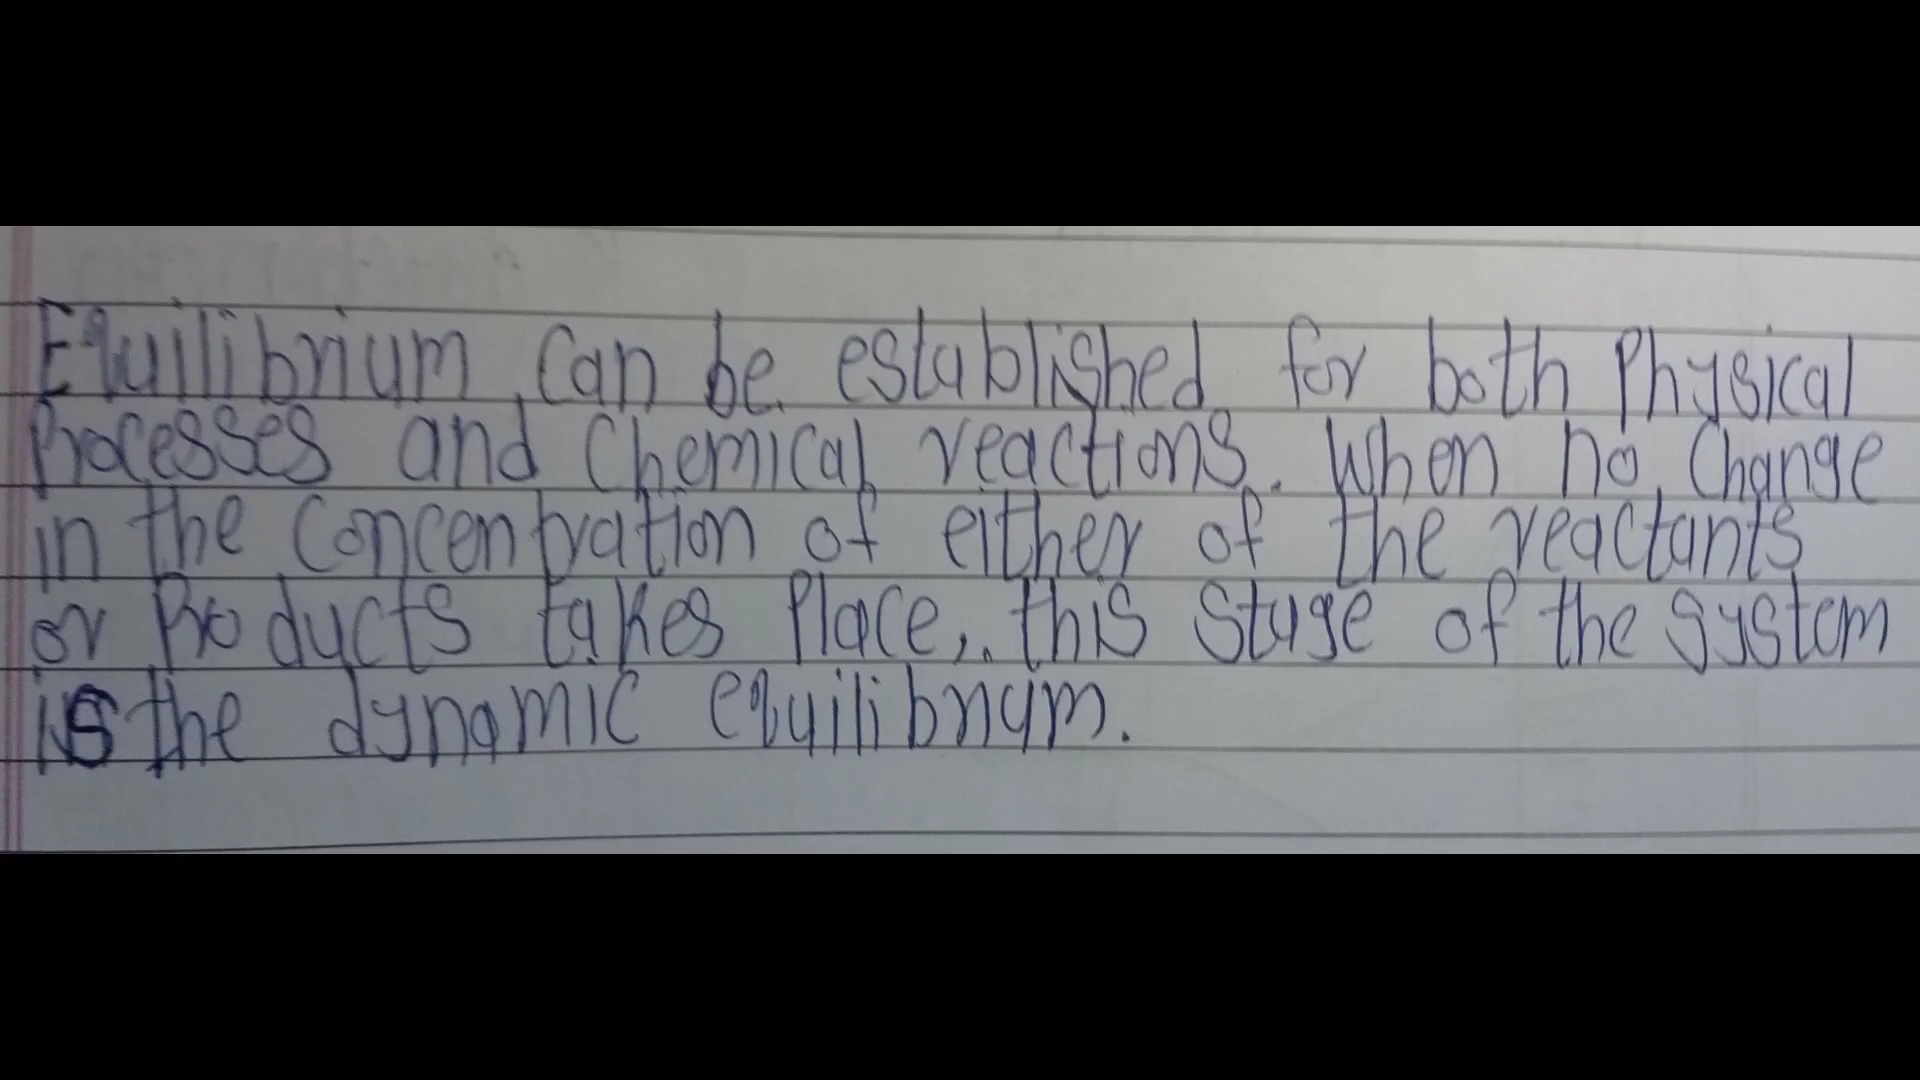 Equilibrium can be established for both Physical
Processes and Chemical reactions. When no Change
in the Concentration of either of the reactants
or Products takes Place, this Stage of the System
is the dynamic equilibrium.